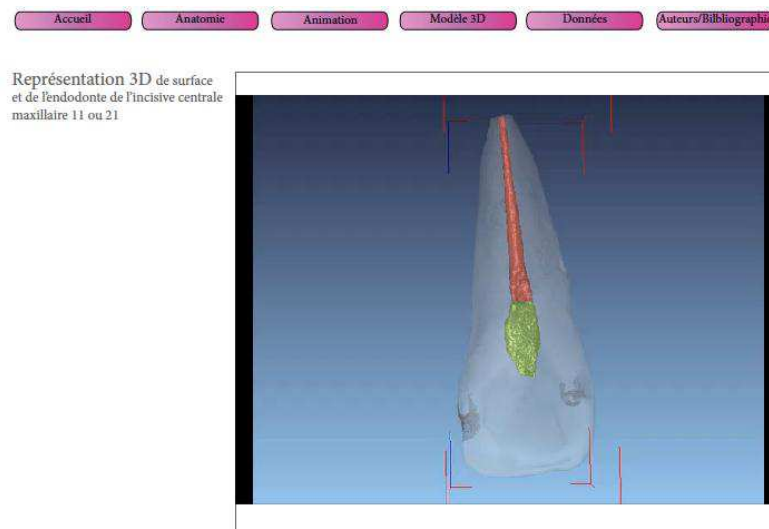 Accueil
Anatomie
Animation
Modèle 3D
Données
Auteurs/Bilbliographie
Représentation 3D de surface
et de l'endodonte de l'incisive centrale
maxillaire 11 ou 21